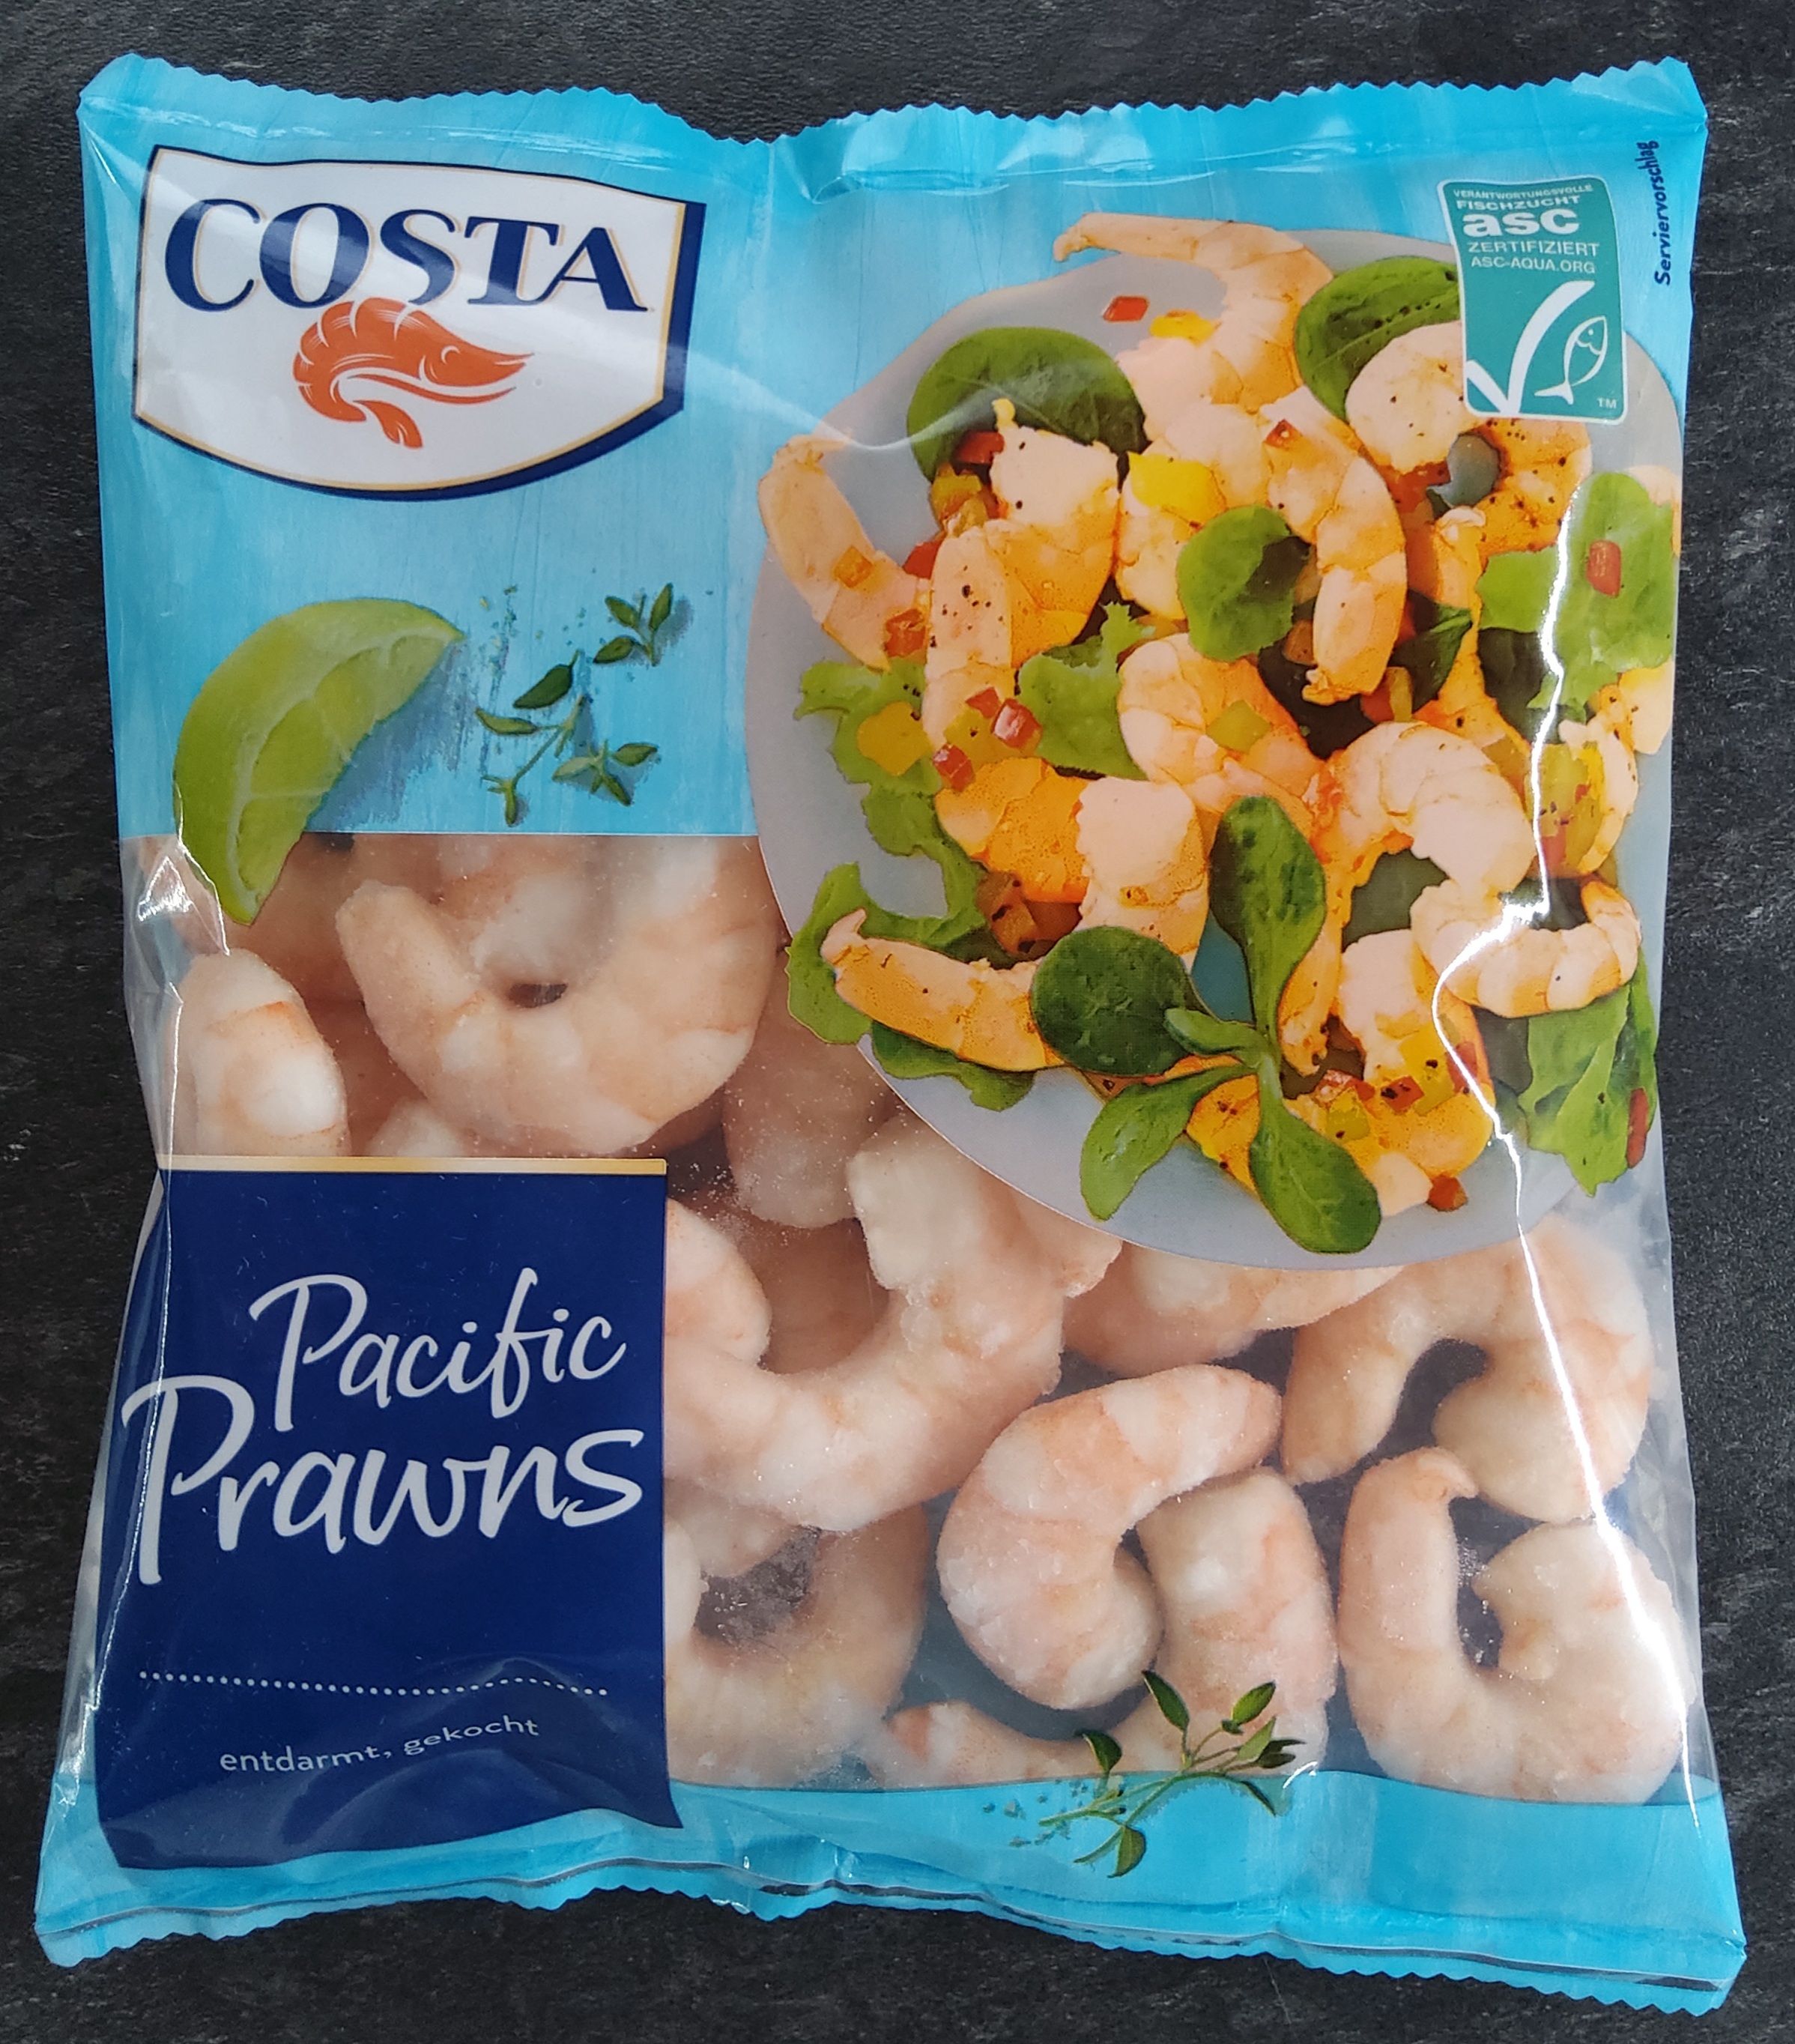 COSTA
VERANTWORTUNGSVOLLE
FISCHZUCHT
asc
ZERTIFIZIERT
ASC-AQUA.ORG
TM
Serviervorschlag
Pacific
Prawns
entdarmt, gekocht